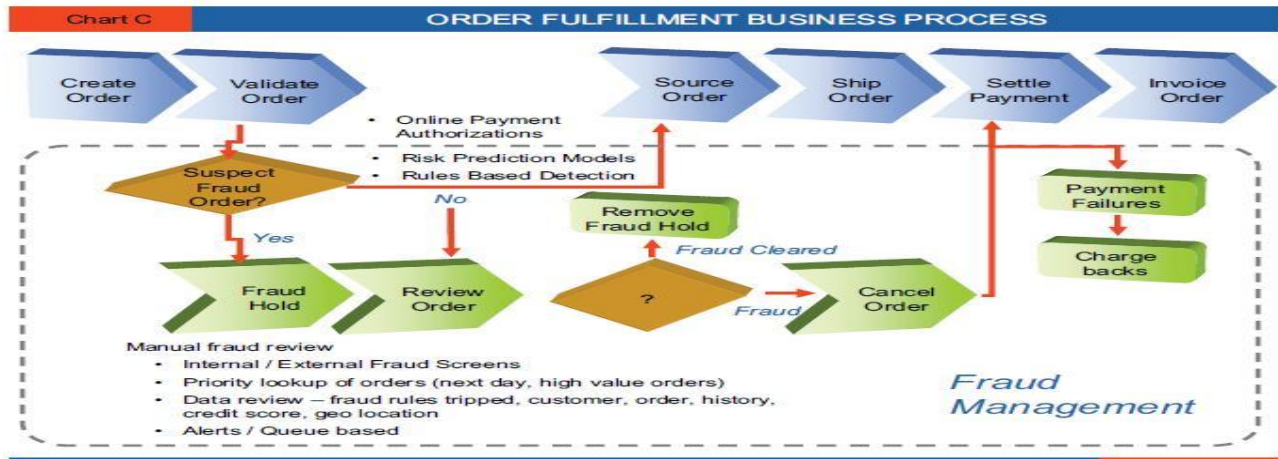 Chart C
ORDER FULFILLMENT BUSINESS PROCESS
Create
Order
Validate
Order
Source
Order
Ship
Order
Settle
Payment
Invoice
Order
• Online Payment
Authorizations
• Risk Prediction Models
• Rules Based Detection
Suspect
Fraud
Order?
No
Yes
Remove
Fraud Hold
Fraud Cleared
Payment
Failures
Charge
backs
Fraud
Hold
Review
Order
?
Fraud
Cancel
Order
Manual fraud review
• Internal / External Fraud Screens
• Priority lookup of orders (next day, high value orders)
• Data review – fraud rules tripped, customer, order, history,
credit score, geo location
• Alerts / Queue based
Fraud
Management